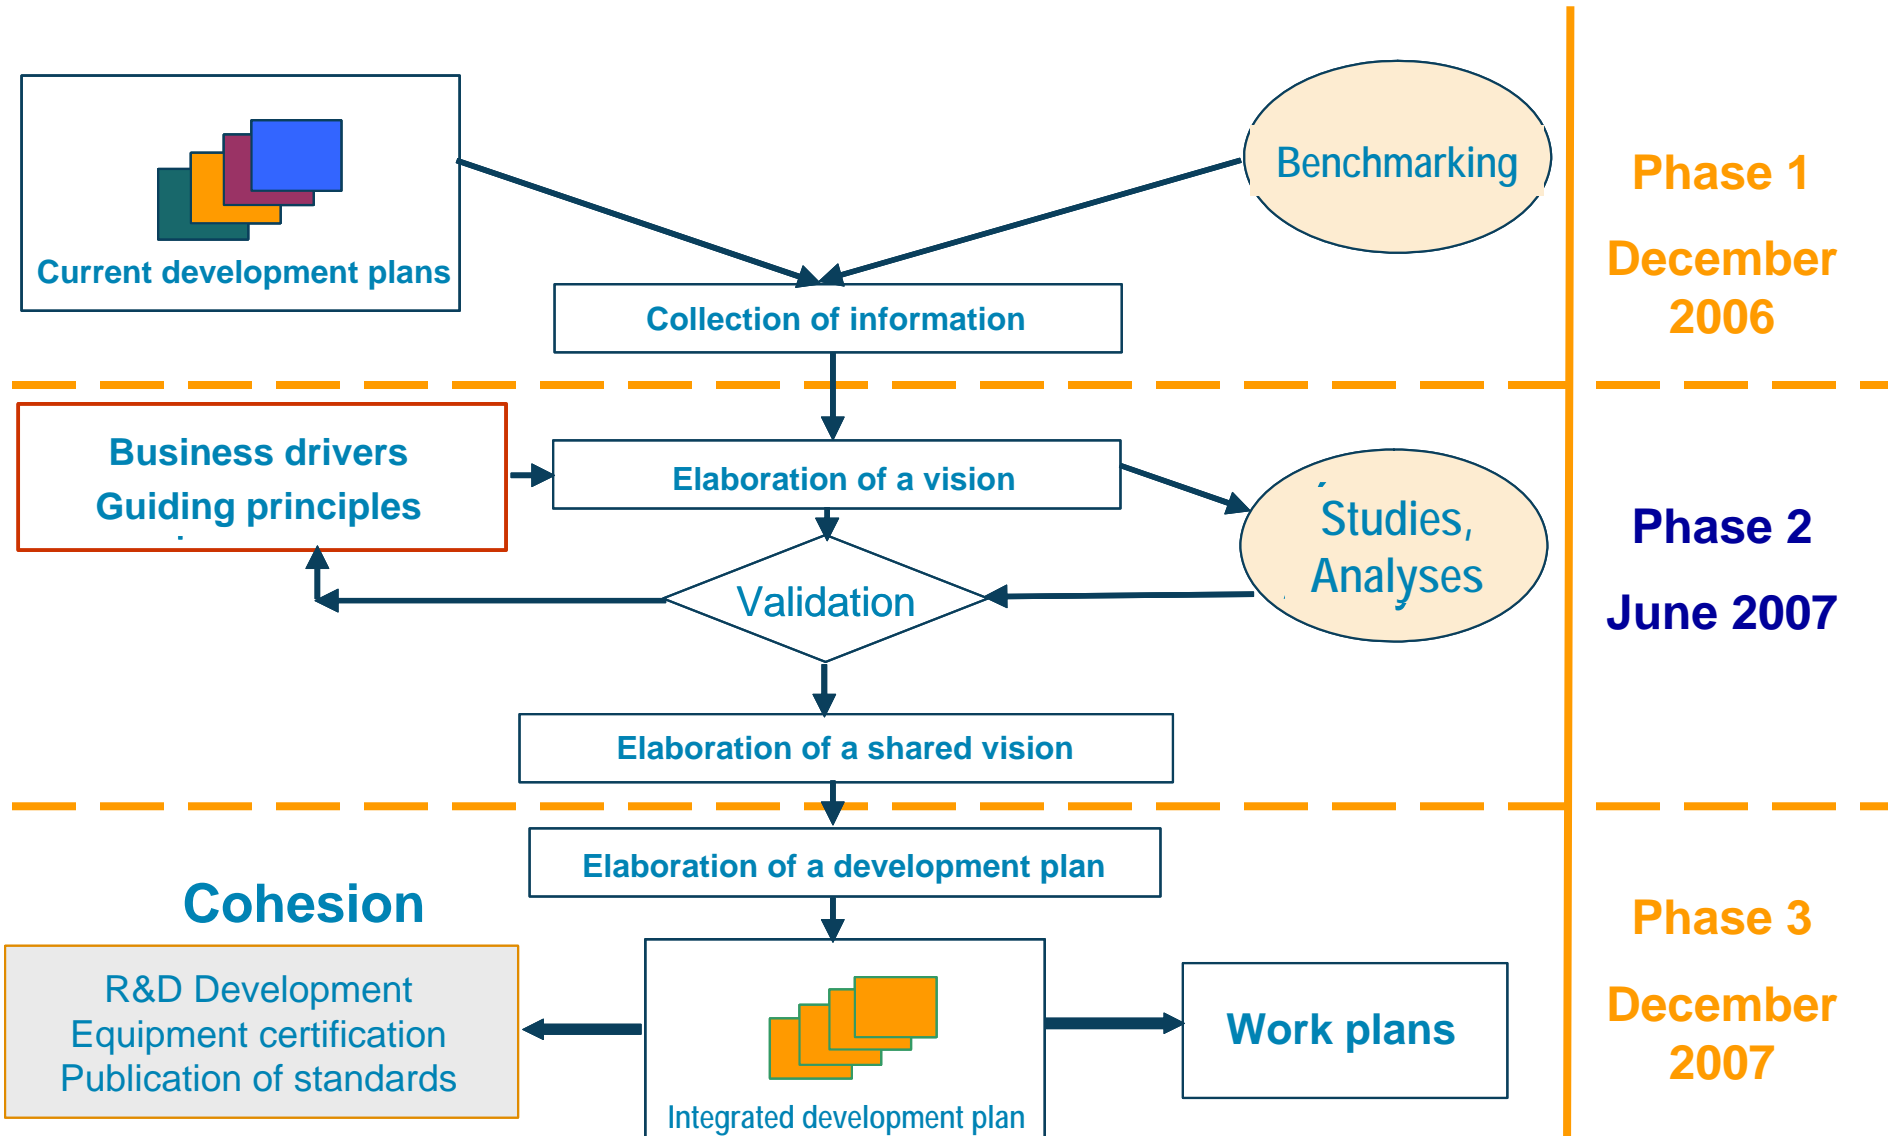 Current development plans
Benchmarking
Collection of information
Phase 1
December
2006
Business drivers
Guiding principles
Elaboration of a vision
Studies,
Analyses
Validation
Elaboration of a shared vision
Phase 2
June 2007
Elaboration of a development plan
Cohesion
R&D Development
Equipment certification
Publication of standards
Integrated development plan
Work plans
Phase 3
December
2007